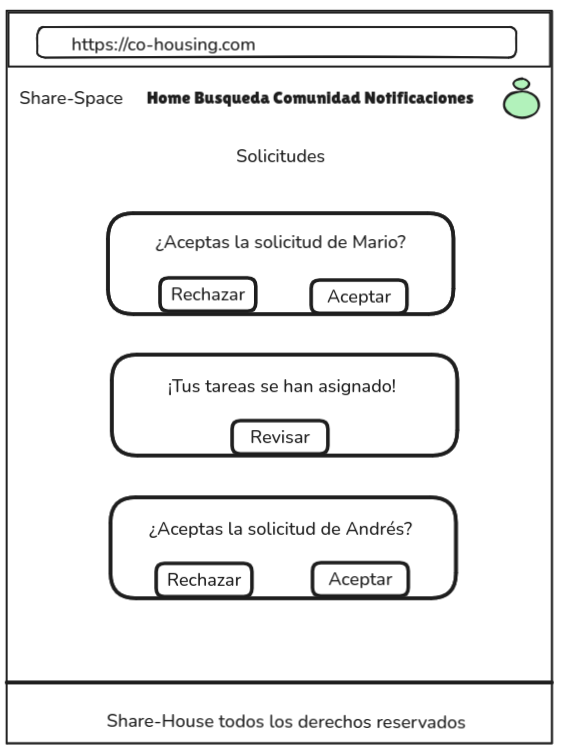 https://co-housing.com
Share-Space Home Busqueda Comunidad Notificaciones
Solicitudes
¿Aceptas la solicitud de Mario?
Rechazar Aceptar
¡Tus tareas se han asignado!
Revisar
¿Aceptas la solicitud de Andrés?
Rechazar Aceptar
Share-House todos los derechos reservados